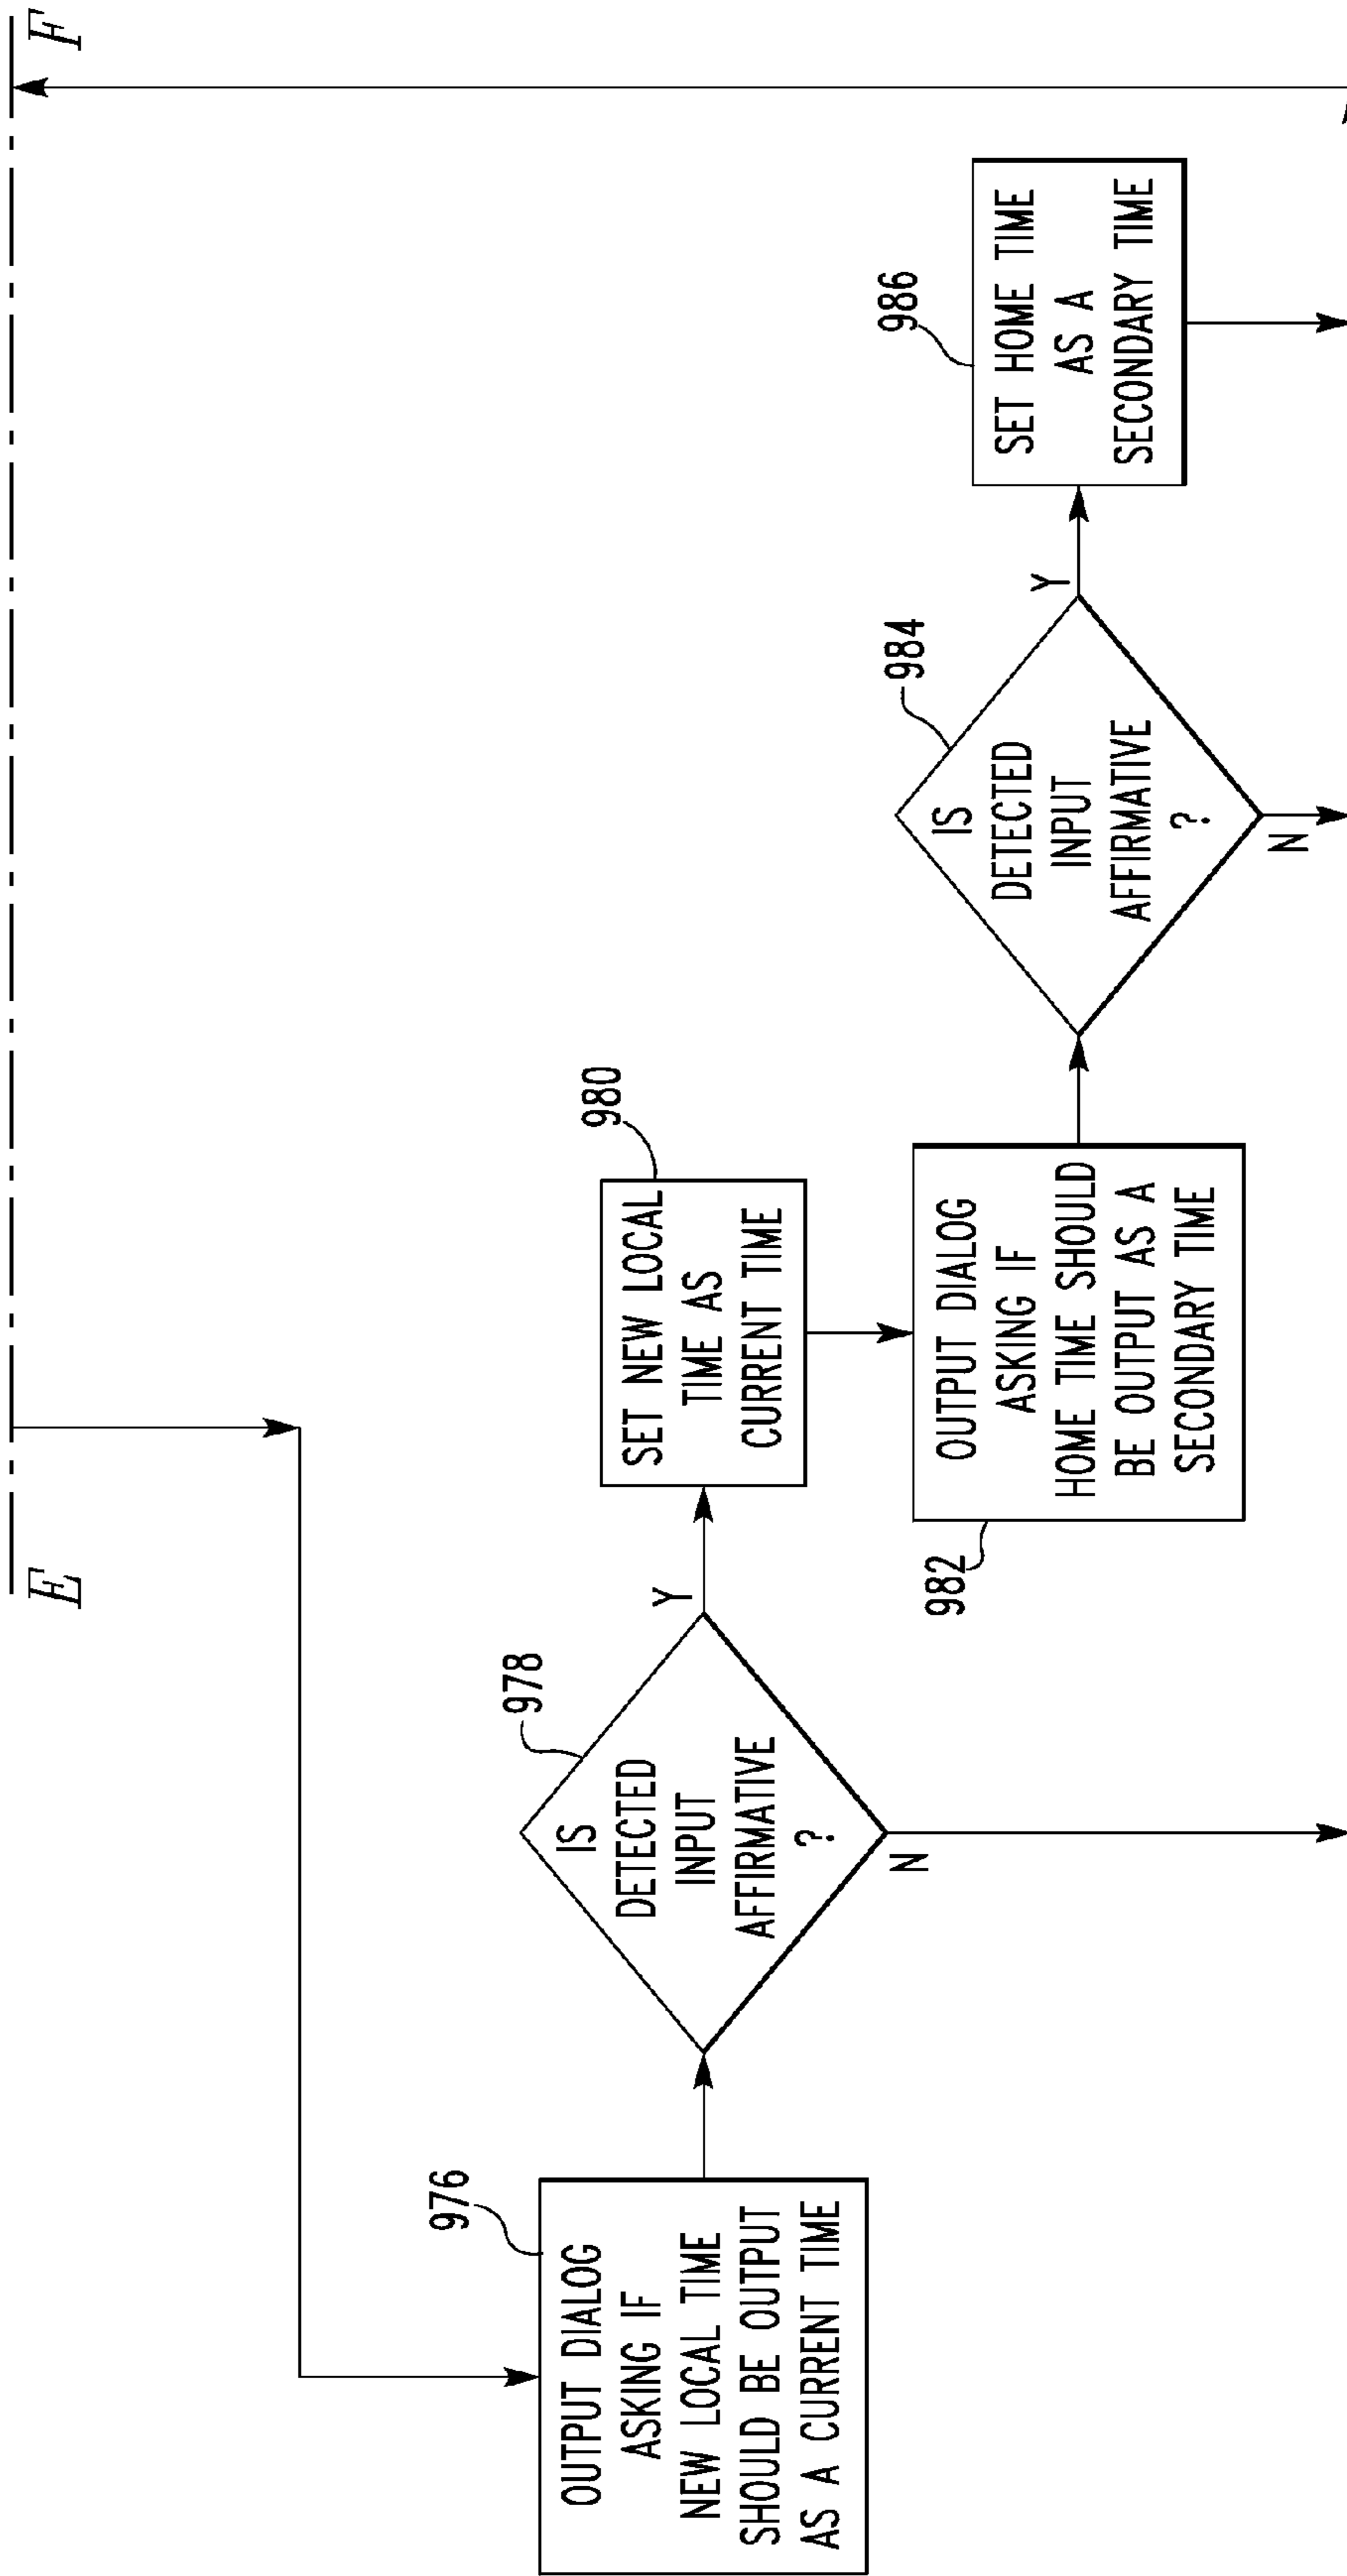 E
F
976
OUTPUT DIALOG
ASKING IF
NEW LOCAL TIME
SHOULD BE OUTPUT
AS A CURRENT TIME
978
IS
DETECTED
INPUT
AFFIRMATIVE
?
Y
N
980
SET NEW LOCAL
TIME AS
CURRENT TIME
982
OUTPUT DIALOG
ASKING IF
HOME TIME SHOULD
BE OUTPUT AS A
SECONDARY TIME
984
IS
DETECTED
INPUT
AFFIRMATIVE
?
Y
N
986
SET HOME TIME
AS A
SECONDARY TIME